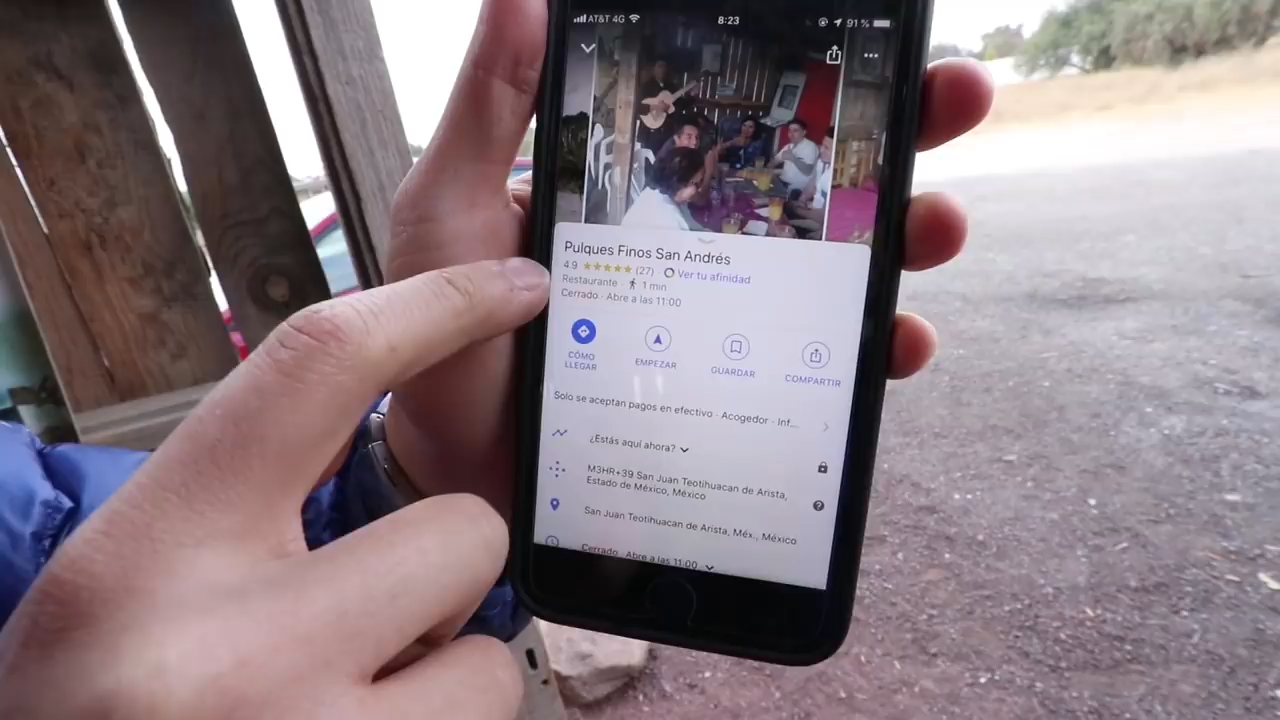 AT&T 4G 8:23 91 %
Pulques Finos San Andrés
4.9 (27) Ver tu afinidad
Restaurante · 1 min
Cerrado · Abre a las 11:00
CÓMO LLEGAR
EMPEZAR
GUARDAR
COMPARTIR
Solo se aceptan pagos en efectivo · Acogedor · Inf...
¿Estás aquí ahora?
M3HR+39 San Juan Teotihuacan de Arista,
Estado de México, México
San Juan Teotihuacan de Arista, Méx., México
Cerrado · Abre a las 11:00